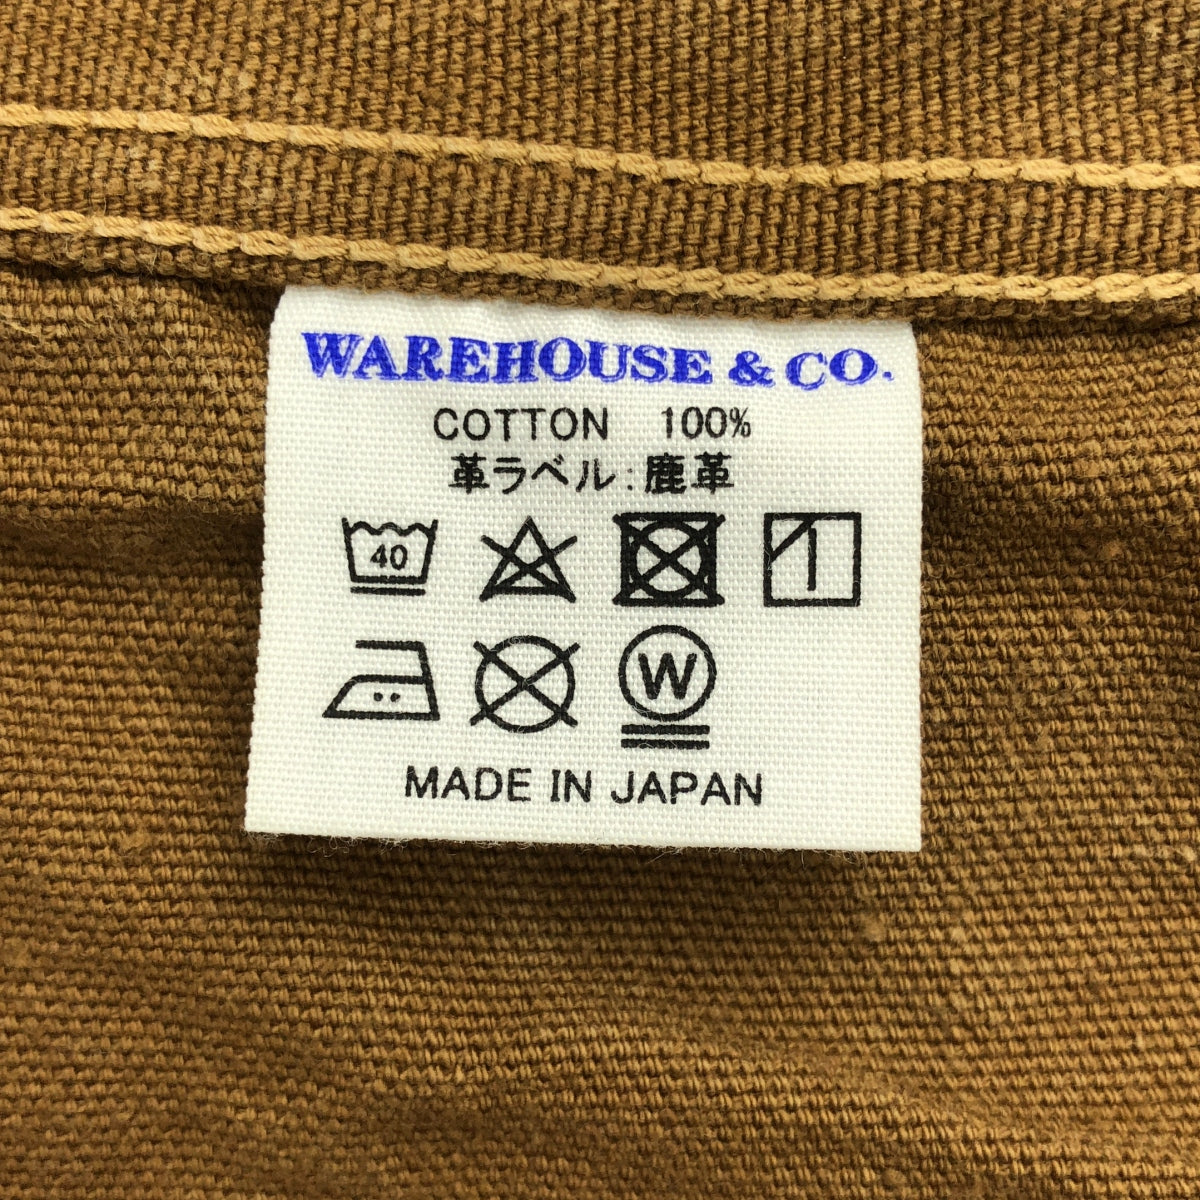 WAREHOUSE & CO.
COTTON 100%
革ラベル:鹿革
40
W
MADE IN JAPAN